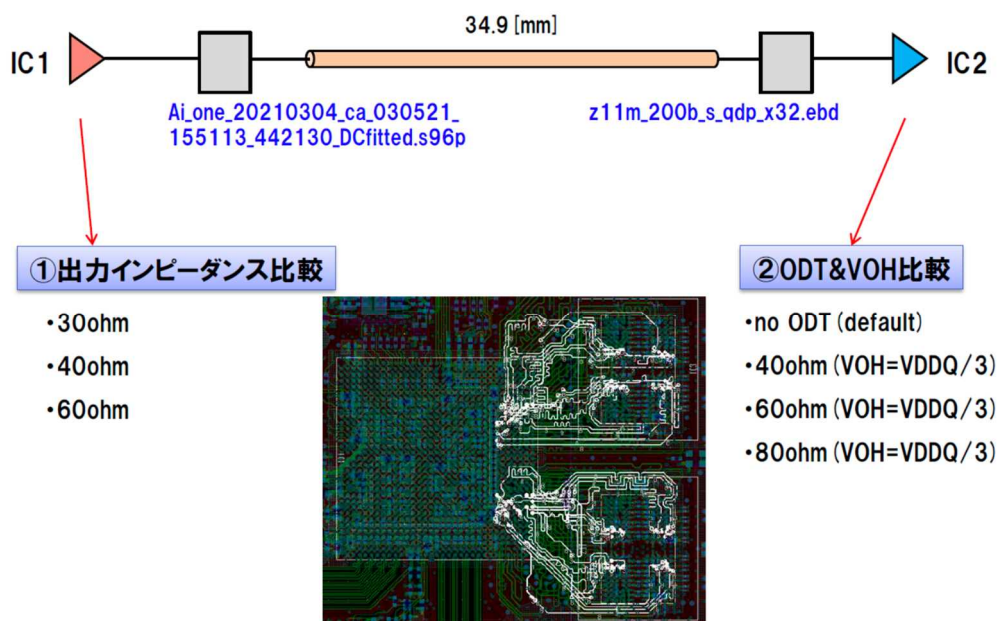 34.9 [mm]
IC1
IC2
Ai_one_20210304_ca_030521_
155113_442130_DCfitted.s96p
z11m_200b_s_qdp_x32.ebd
①出力インピーダンス比較
・30ohm
・40ohm
・60ohm
②ODT&VOH比較
・no ODT (default)
・40ohm (VOH=VDDQ/3)
・60ohm (VOH=VDDQ/3)
・80ohm (VOH=VDDQ/3)